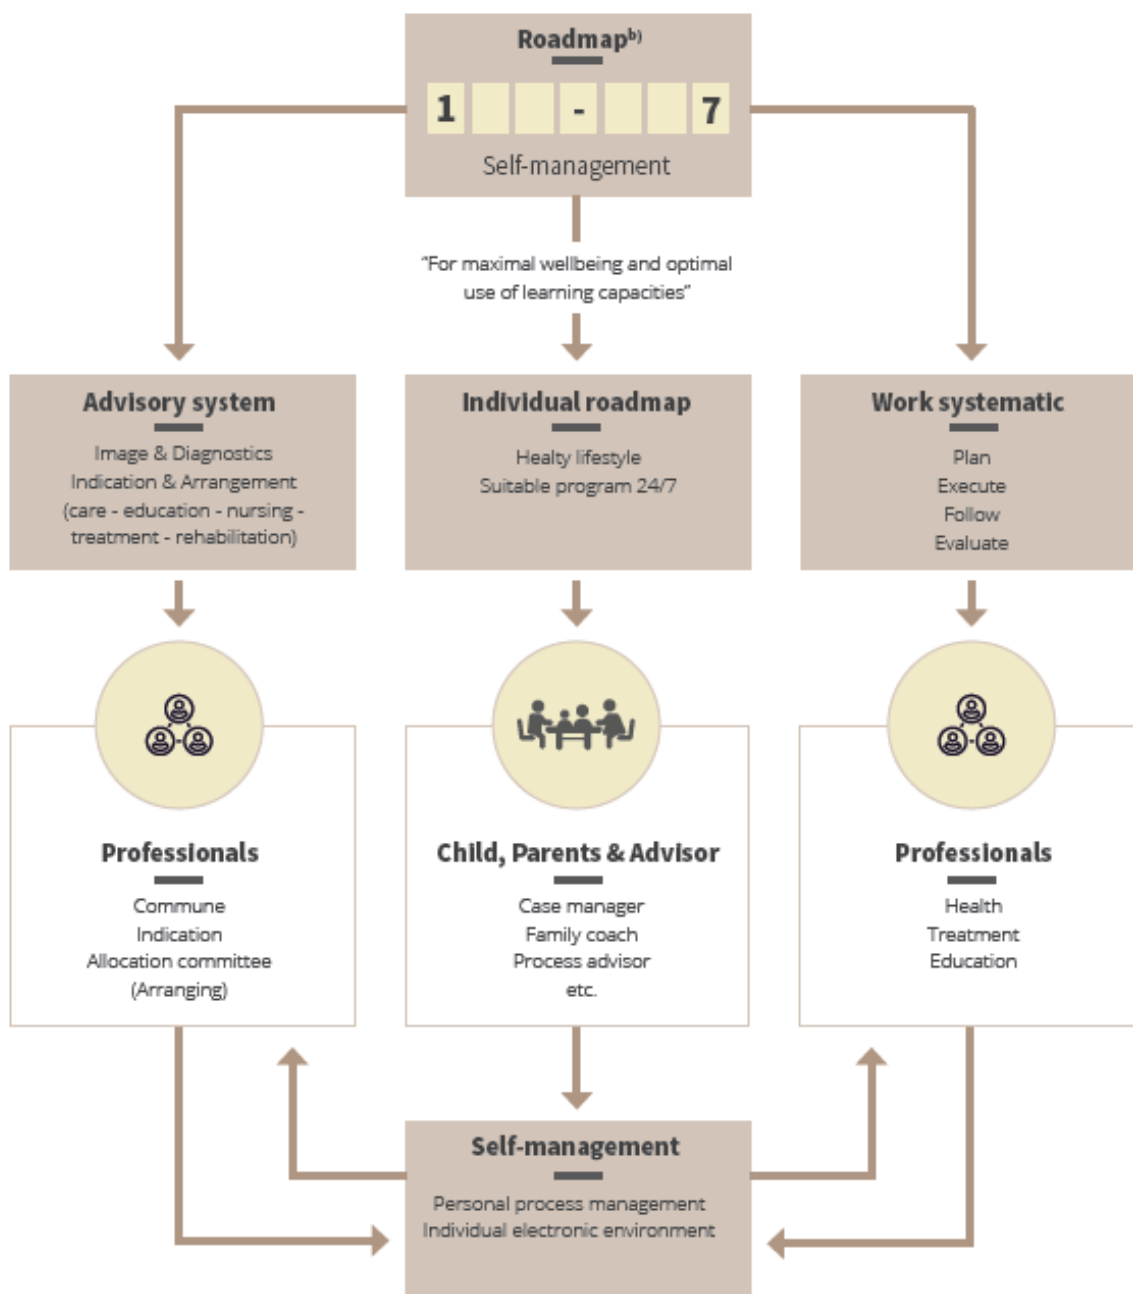 Roadmapᵇ⁾
1 - 7
Self-management
“For maximal wellbeing and optimal
use of learning capacities”
Advisory system
Image & Diagnostics
Indication & Arrangement
(care - education - nursing -
treatment - rehabilitation)
Individual roadmap
Healty lifestyle
Suitable program 24/7
Work systematic
Plan
Execute
Follow
Evaluate
Professionals
Commune
Indication
Allocation committee
(Arranging)
Child, Parents & Advisor
Case manager
Family coach
Process advisor
etc.
Professionals
Health
Treatment
Education
Self-management
Personal process management
Individual electronic environment